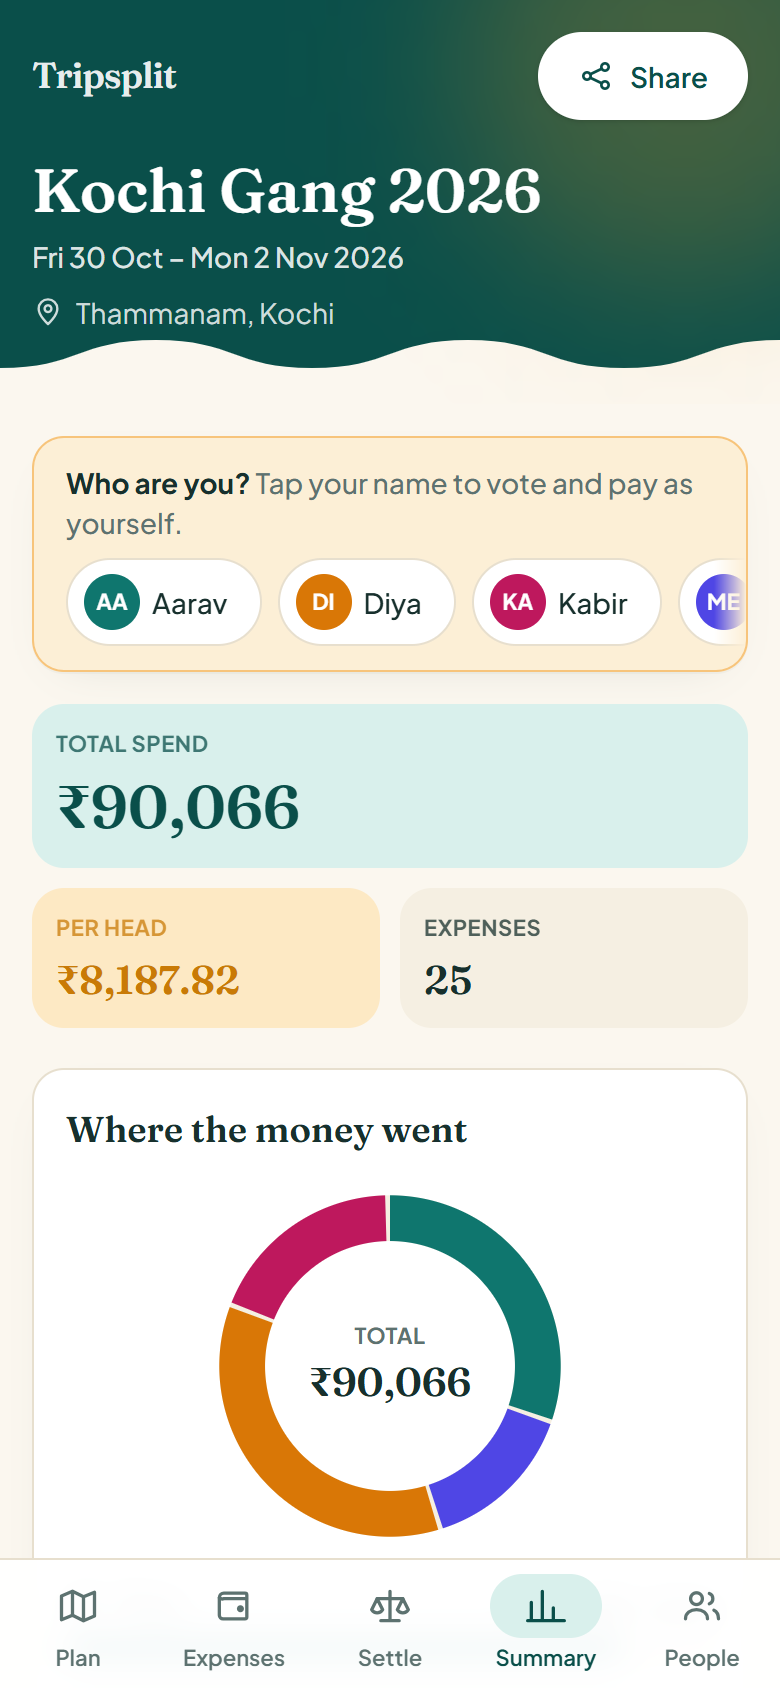 Tripsplit
Share
Kochi Gang 2026
Fri 30 Oct – Mon 2 Nov 2026
Thammanam, Kochi
Who are you? Tap your name to vote and pay as
yourself.
AA Aarav DI Diya KA Kabir ME
TOTAL SPEND
₹90,066
PER HEAD
₹8,187.82
EXPENSES
25
Where the money went
TOTAL
₹90,066
Plan Expenses Settle Summary People